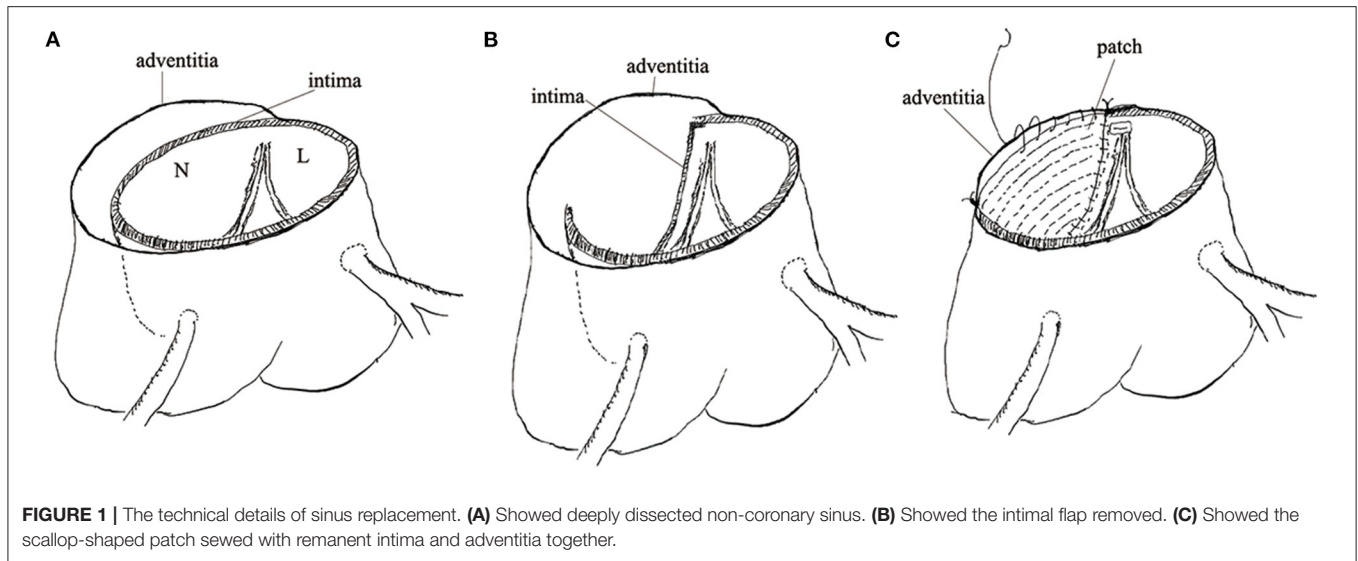 A
adventitia
intima
N
L
B
adventitia
intima
C
patch
adventitia
FIGURE 1 | The technical details of sinus replacement. (A) Showed deeply dissected non-coronary sinus. (B) Showed the intimal flap removed. (C) Showed the
scallop-shaped patch sewed with remanent intima and adventitia together.